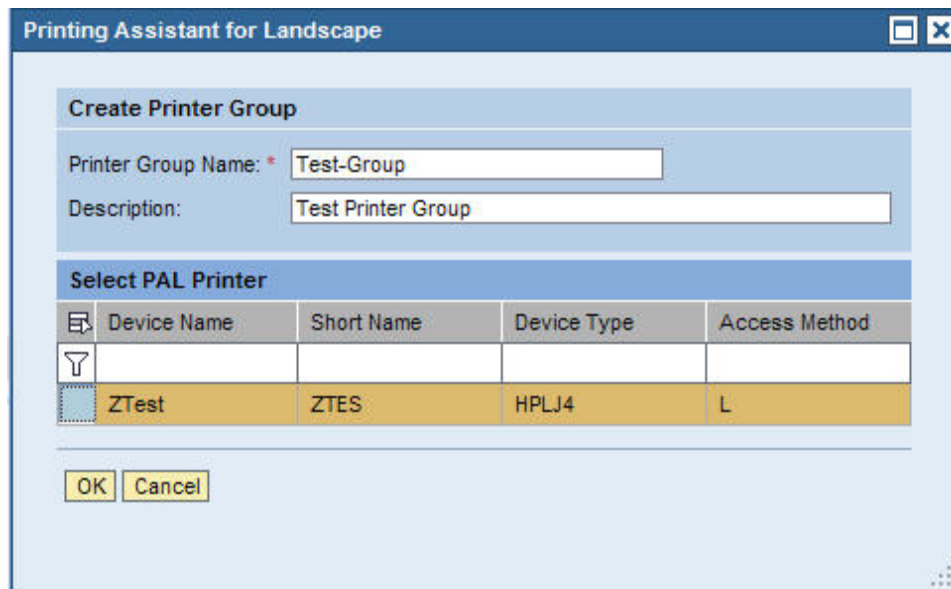 Printing Assistant for Landscape
Create Printer Group
Printer Group Name: * Test-Group
Description: Test Printer Group
Select PAL Printer
Device Name Short Name Device Type Access Method
ZTest ZTES HPLJ4 L
OK Cancel